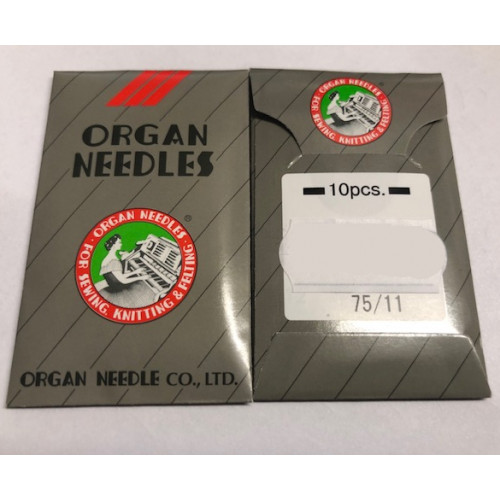 ORGAN
NEEDLES
ORGAN NEEDLES
®
FOR SEWING, KNITTING & FELTING
ORGAN NEEDLE CO., LTD.
ORGAN NEEDLES
®
FOR SEWING, KNITTING & FELTING
10pcs.
75/11